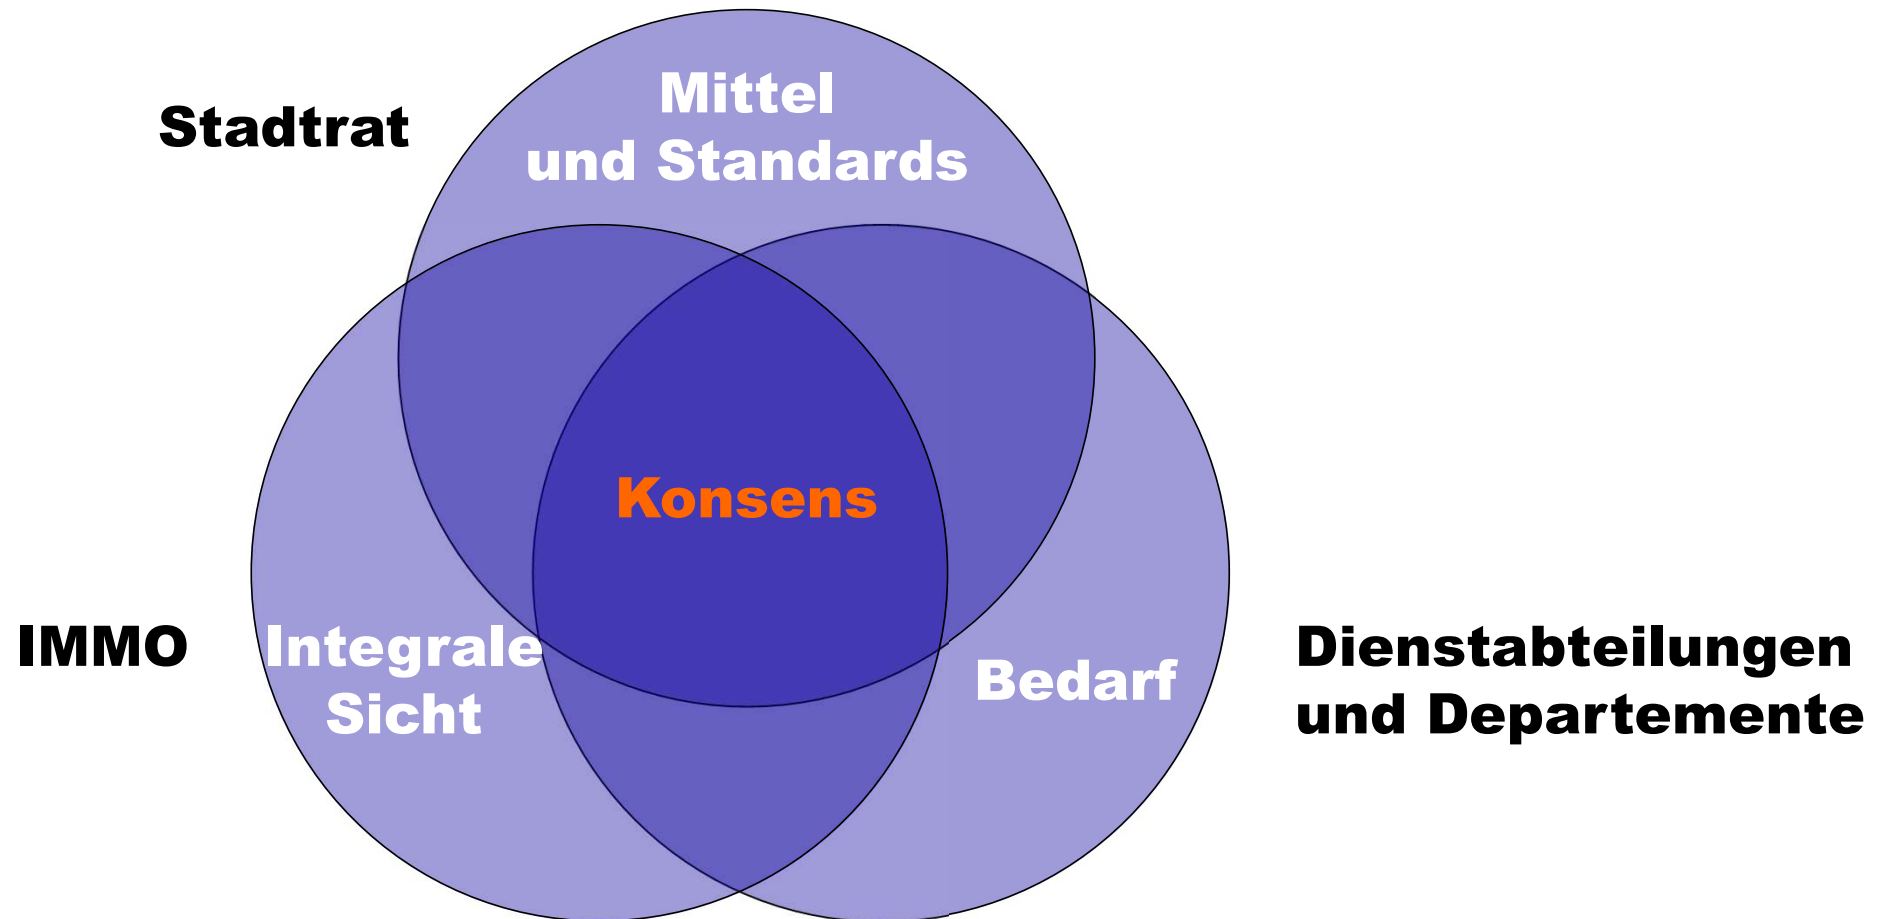 Mittel
und Standards
Stadtrat
Konsens
IMMO
Integrale
Sicht
Bedarf
Dienstabteilungen
und Departemente